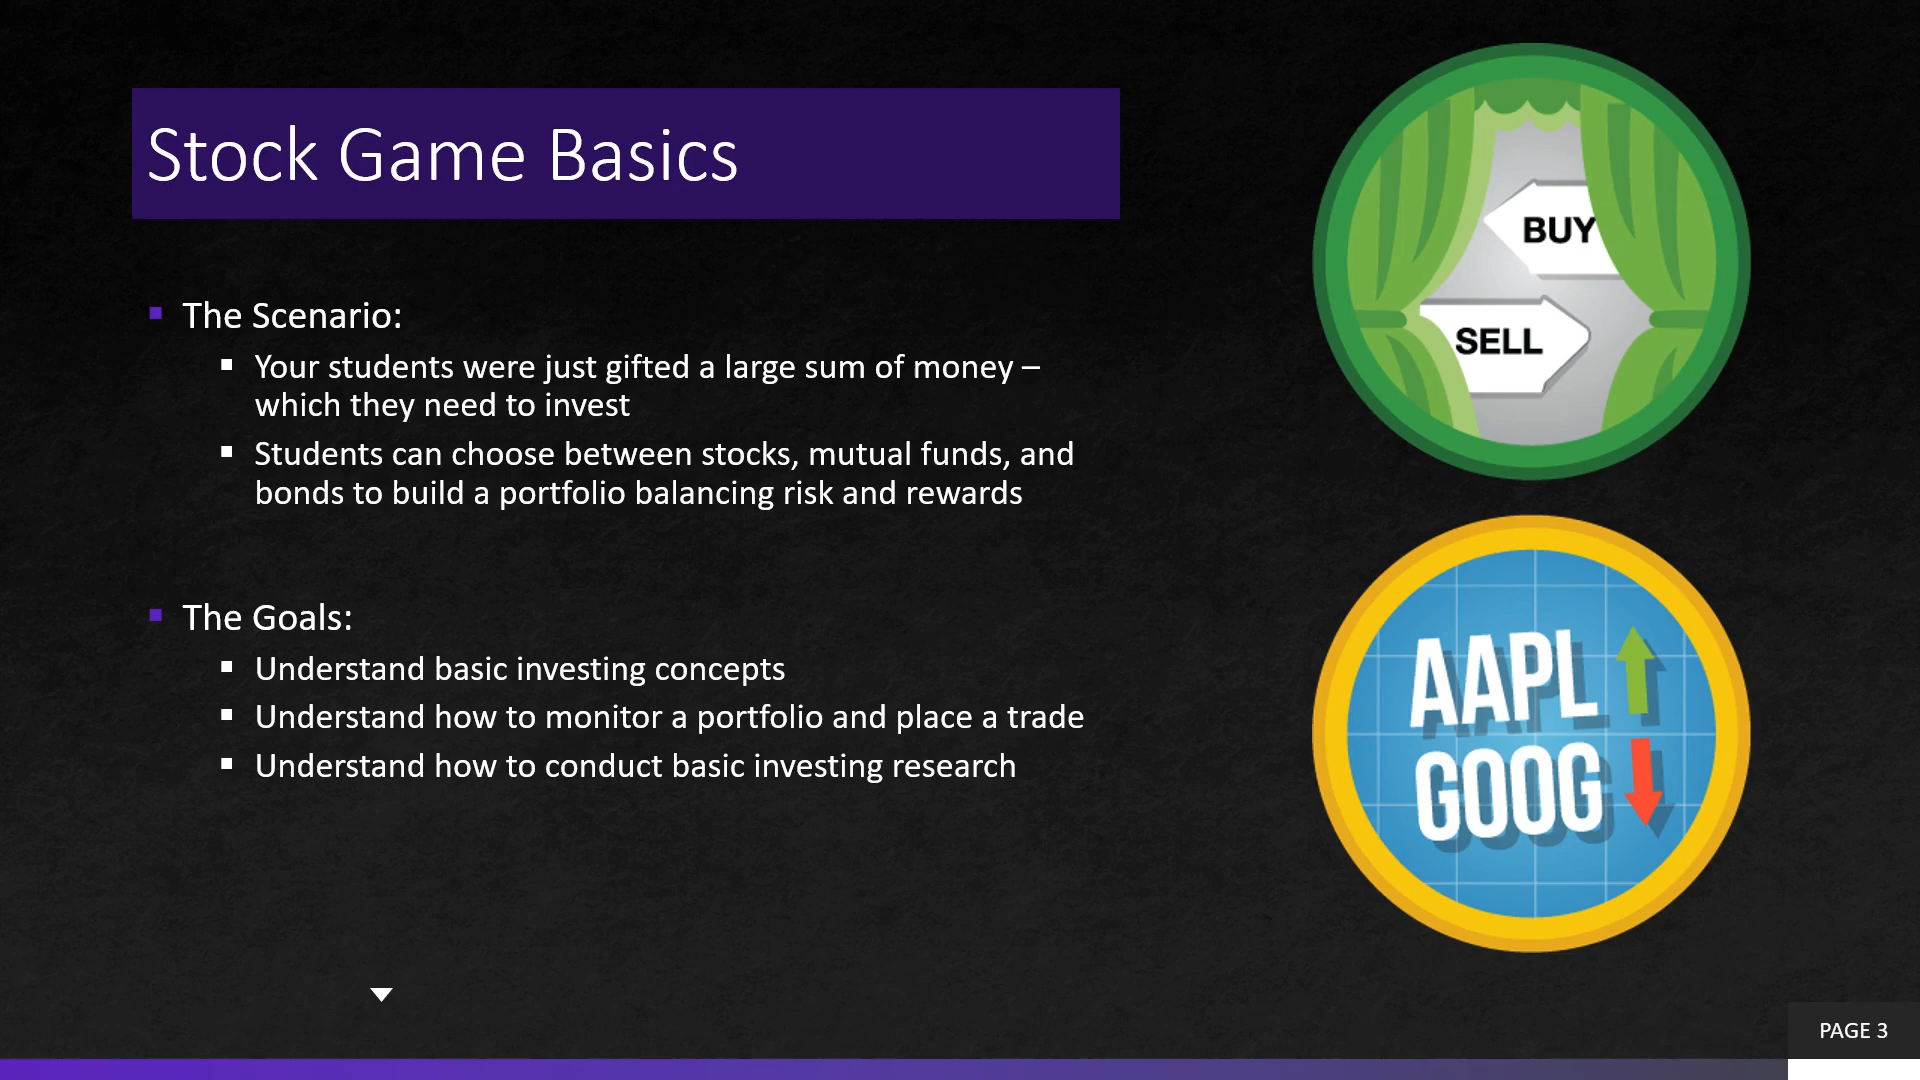 Stock Game Basics
The Scenario:
Your students were just gifted a large sum of money –
which they need to invest
Students can choose between stocks, mutual funds, and
bonds to build a portfolio balancing risk and rewards
The Goals:
Understand basic investing concepts
Understand how to monitor a portfolio and place a trade
Understand how to conduct basic investing research
BUY
SELL
AAPL
GOOG
PAGE 3